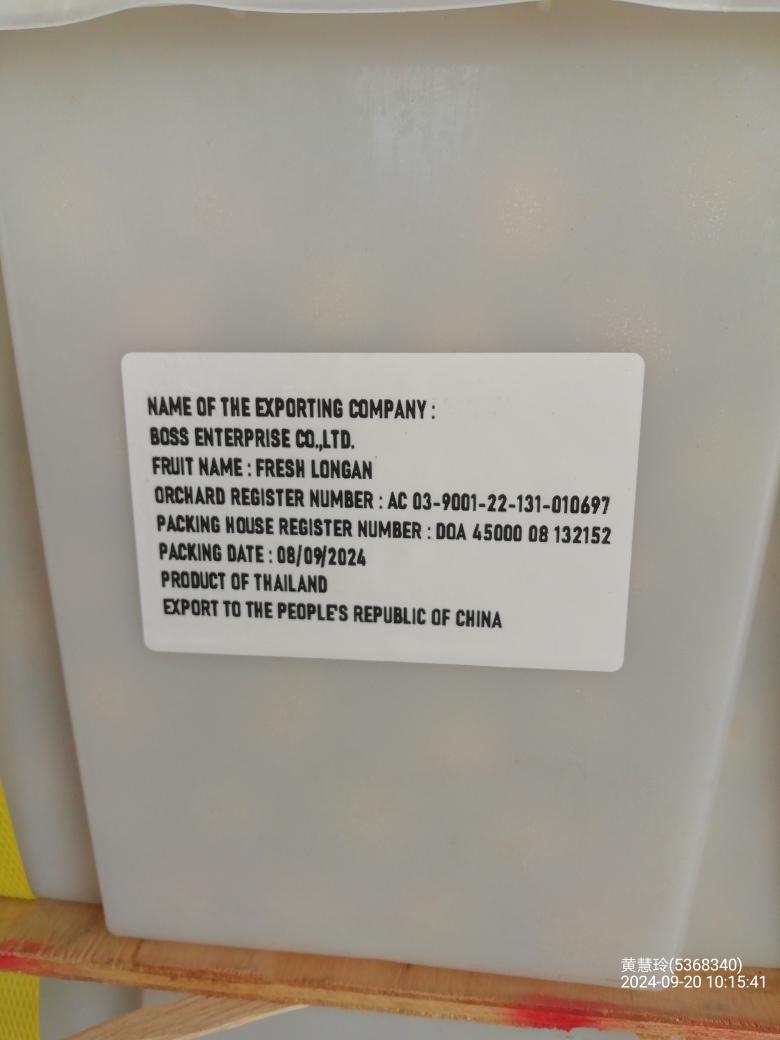 NAME OF THE EXPORTING COMPANY :
BOSS ENTERPRISE CO.,LTD.
FRUIT NAME : FRESH LONGAN
ORCHARD REGISTER NUMBER : AC 03-9001-22-131-010697
PACKING HOUSE REGISTER NUMBER : DOA 45000 08 132152
PACKING DATE : 08/09/2024
PRODUCT OF THAILAND
EXPORT TO THE PEOPLE'S REPUBLIC OF CHINA
黄慧玲(5368340)
2024-09-20 10:15:41